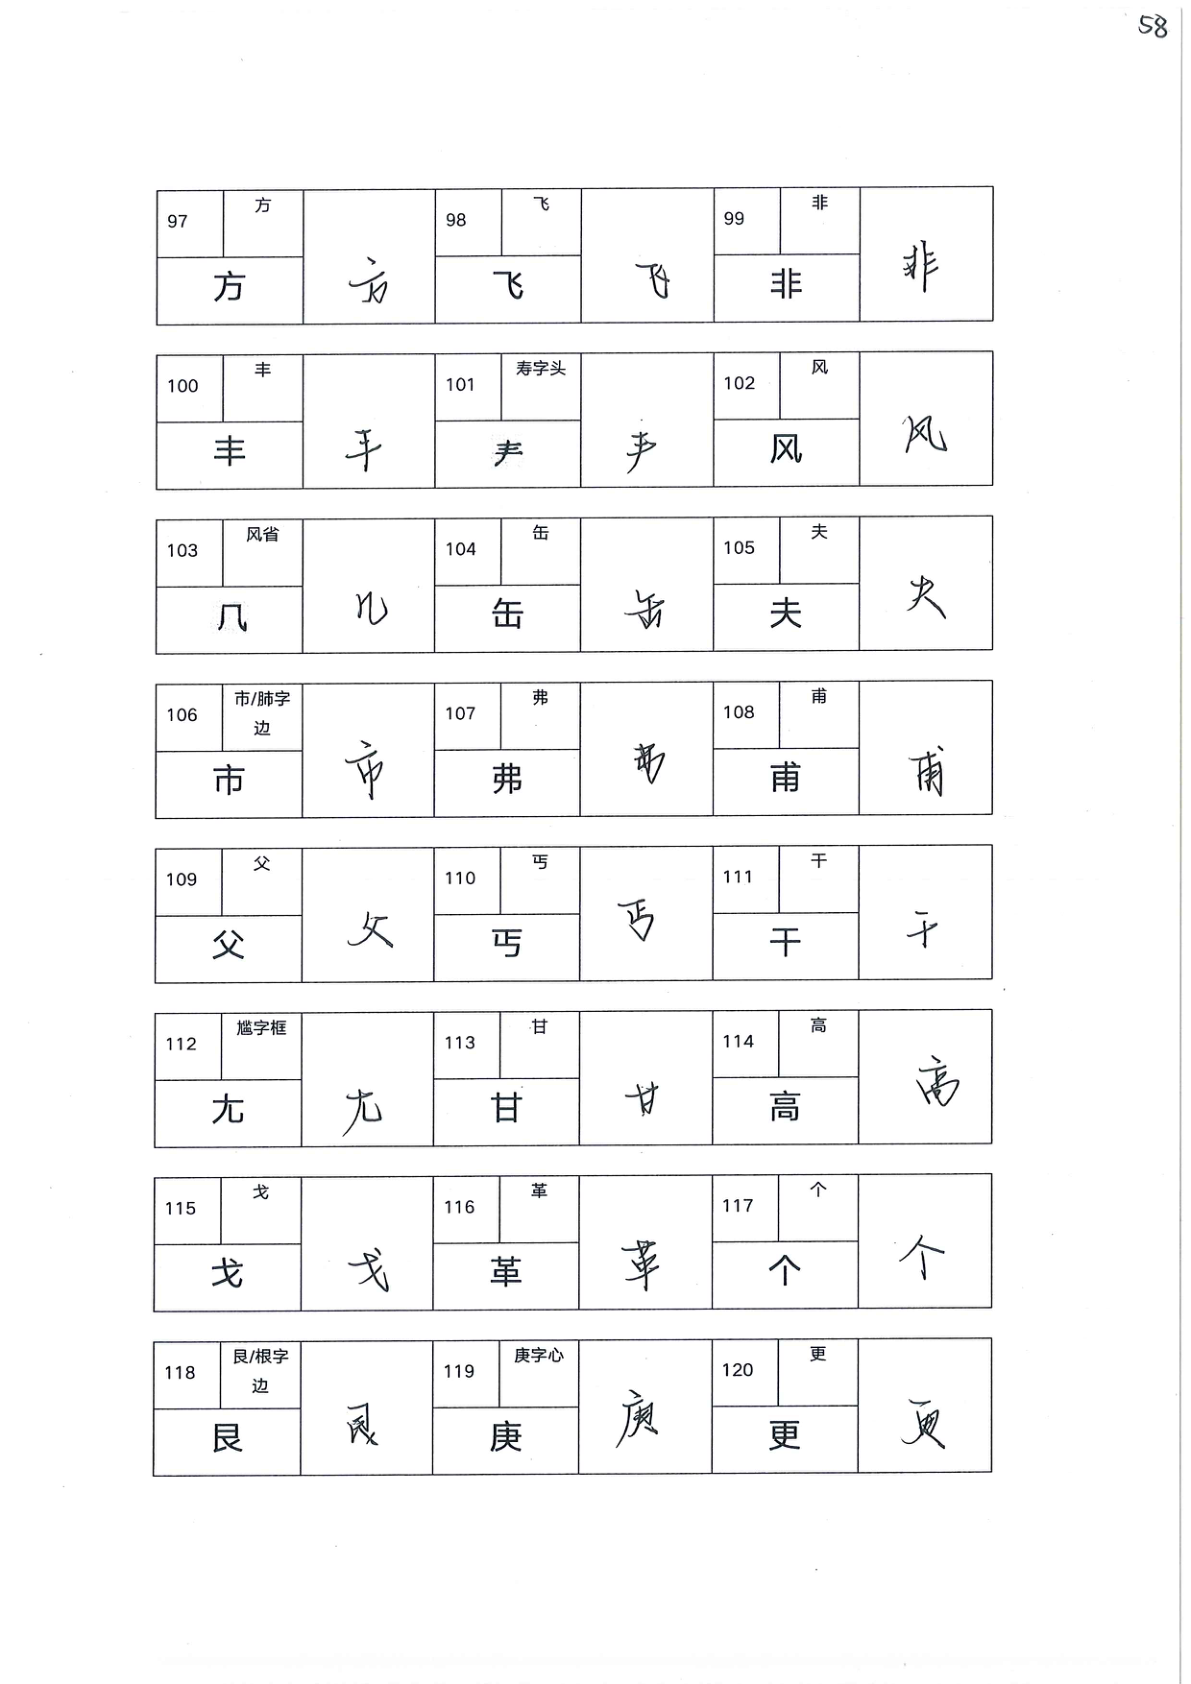 58
97 方 方 方 98 飞 飞 飞 99 非 非 非
100 丰 丰 丰 101 寿字头 𡗗 102 风 风 风
103 风省 几 几 104 缶 缶 缶 105 夫 夫 夫
106 市/肺字边 市 市 107 弗 弗 弗 108 甫 甫 甫
109 父 父 父 110 丐 丐 丐 111 干 干 干
112 尴字框 尢 尢 113 甘 甘 甘 114 高 高 高
115 戈 戈 戈 116 革 革 革 117 个 个 个
118 艮/根字边 艮 艮 119 庚字心 庚 庚 120 更 更 更